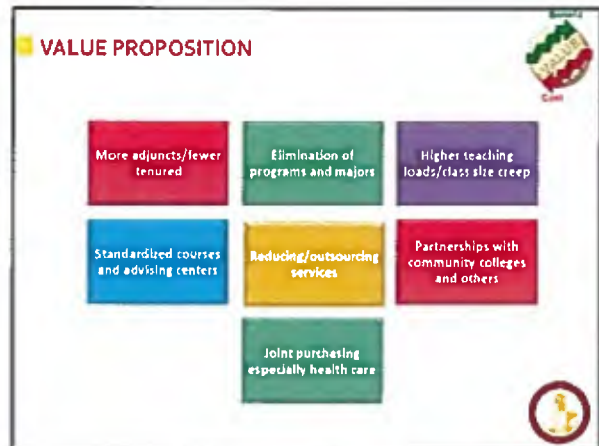 Benefit
VALUE PROPOSITION
VALUE
Cost
More adjuncts/fewer
tenured
Elimination of
programs and majors
Higher teaching
loads/class size creep
Standardized courses
and advising centers
Reducing/outsourcing
services
Partnerships with
community colleges
and others
Joint purchasing
especially health care